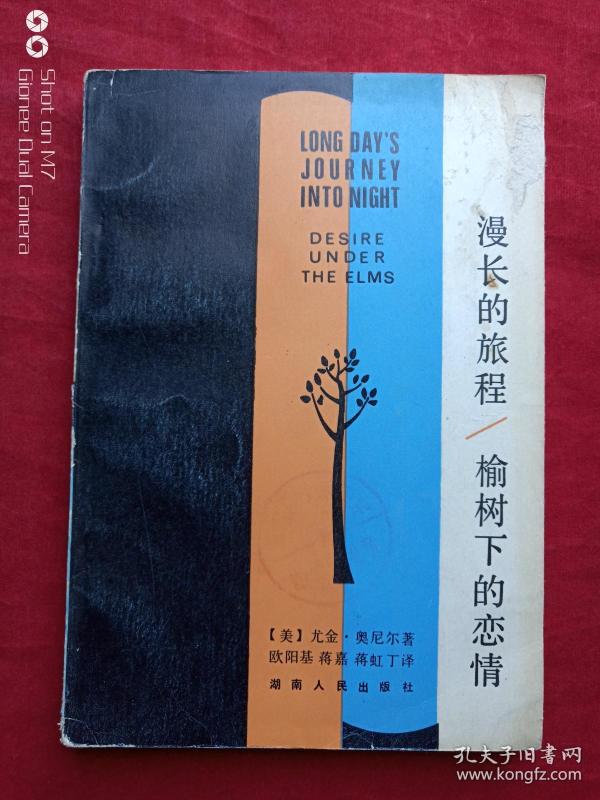 Shot on M7
Gionee Dual Camera
LONG DAY'S
JOURNEY
INTO NIGHT
DESIRE
UNDER
THE ELMS
漫长的旅程/榆树下的恋情
【美】尤金·奥尼尔著
欧阳基 蒋嘉 蒋虹丁译
湖南人民出版社
孔夫子旧书网
www.kongfz.com